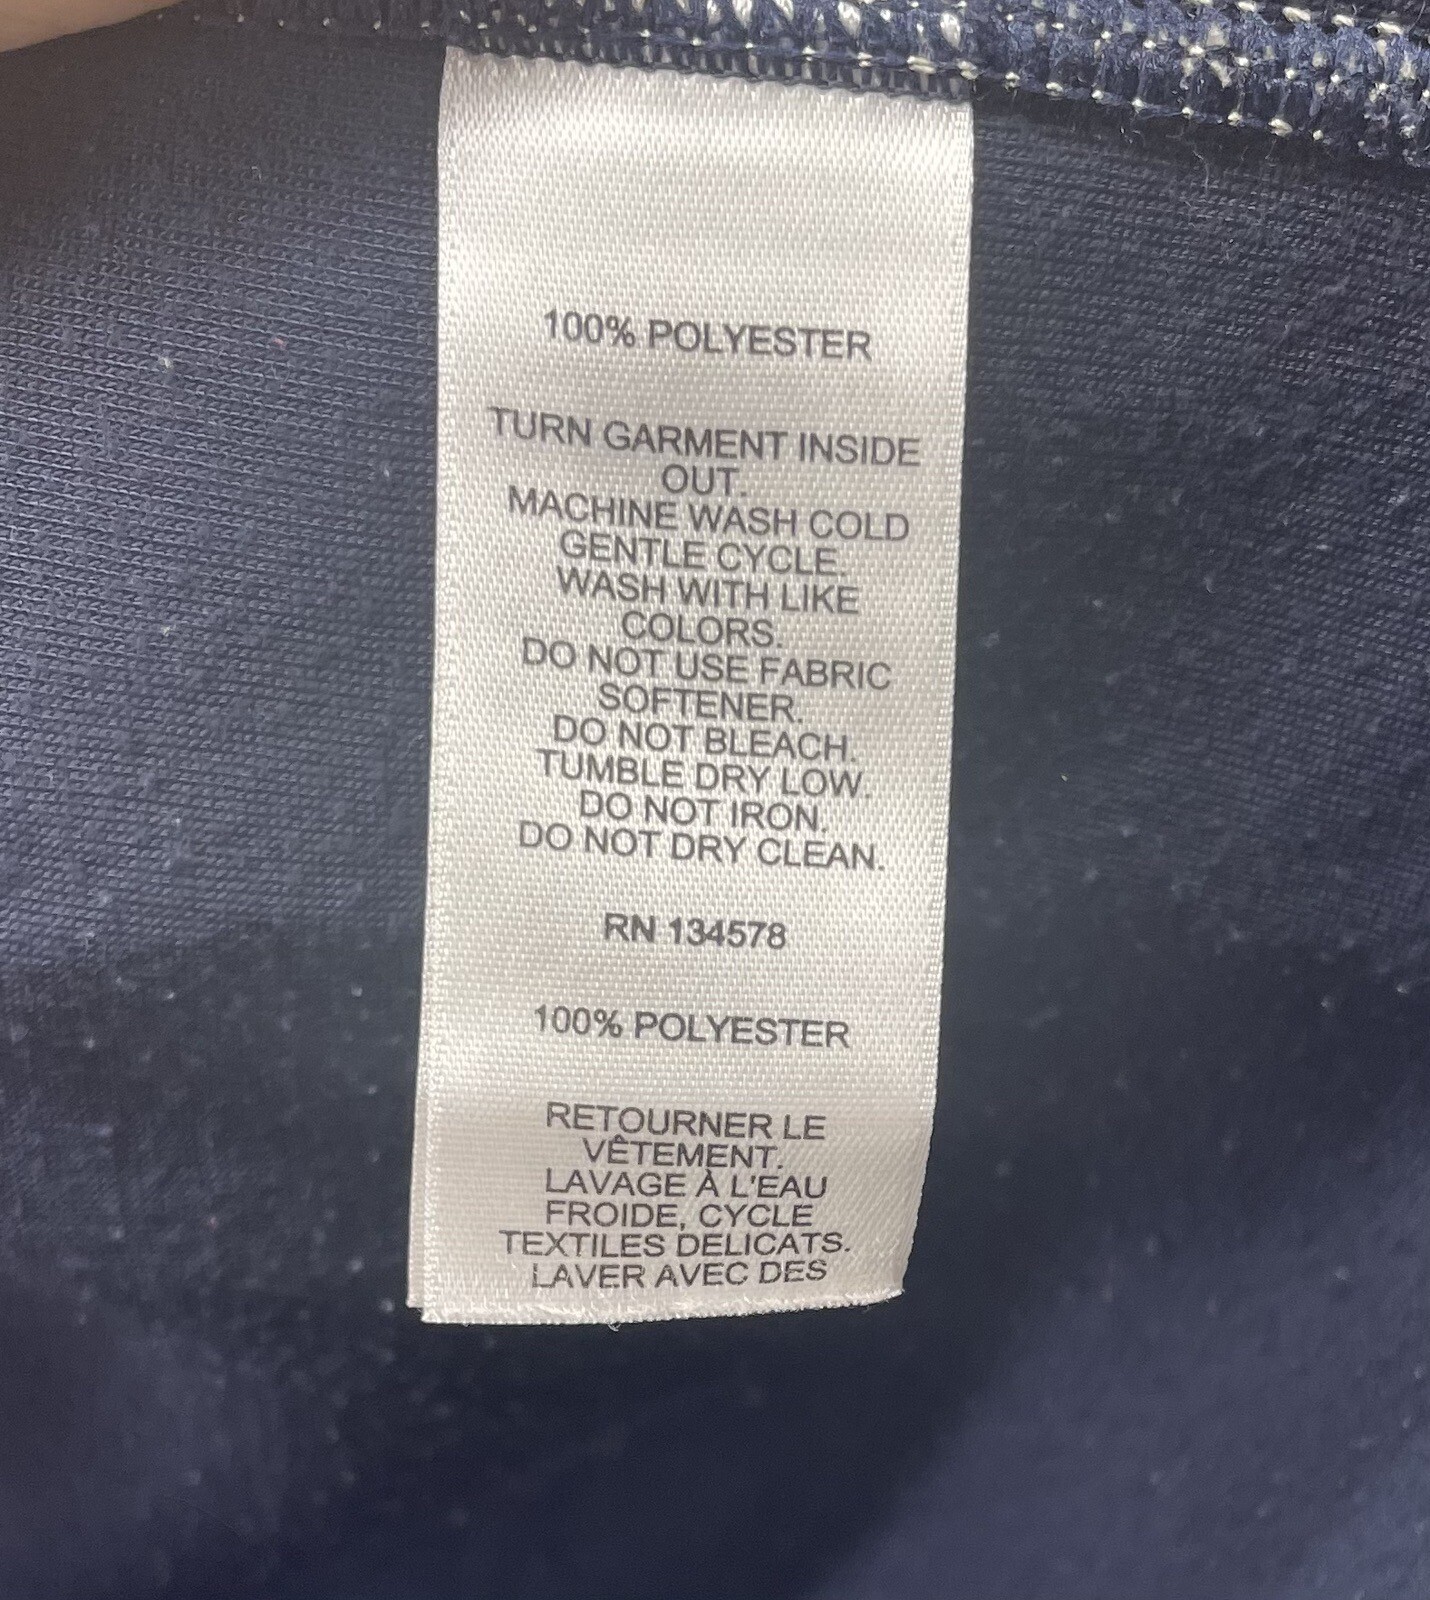 100% POLYESTER
TURN GARMENT INSIDE
OUT.
MACHINE WASH COLD
GENTLE CYCLE.
WASH WITH LIKE
COLORS.
DO NOT USE FABRIC
SOFTENER.
DO NOT BLEACH.
TUMBLE DRY LOW.
DO NOT IRON.
DO NOT DRY CLEAN.
RN 134578
100% POLYESTER
RETOURNER LE
VÊTEMENT.
LAVAGE À L'EAU
FROIDE, CYCLE
TEXTILES DELICATS.
LAVER AVEC DES